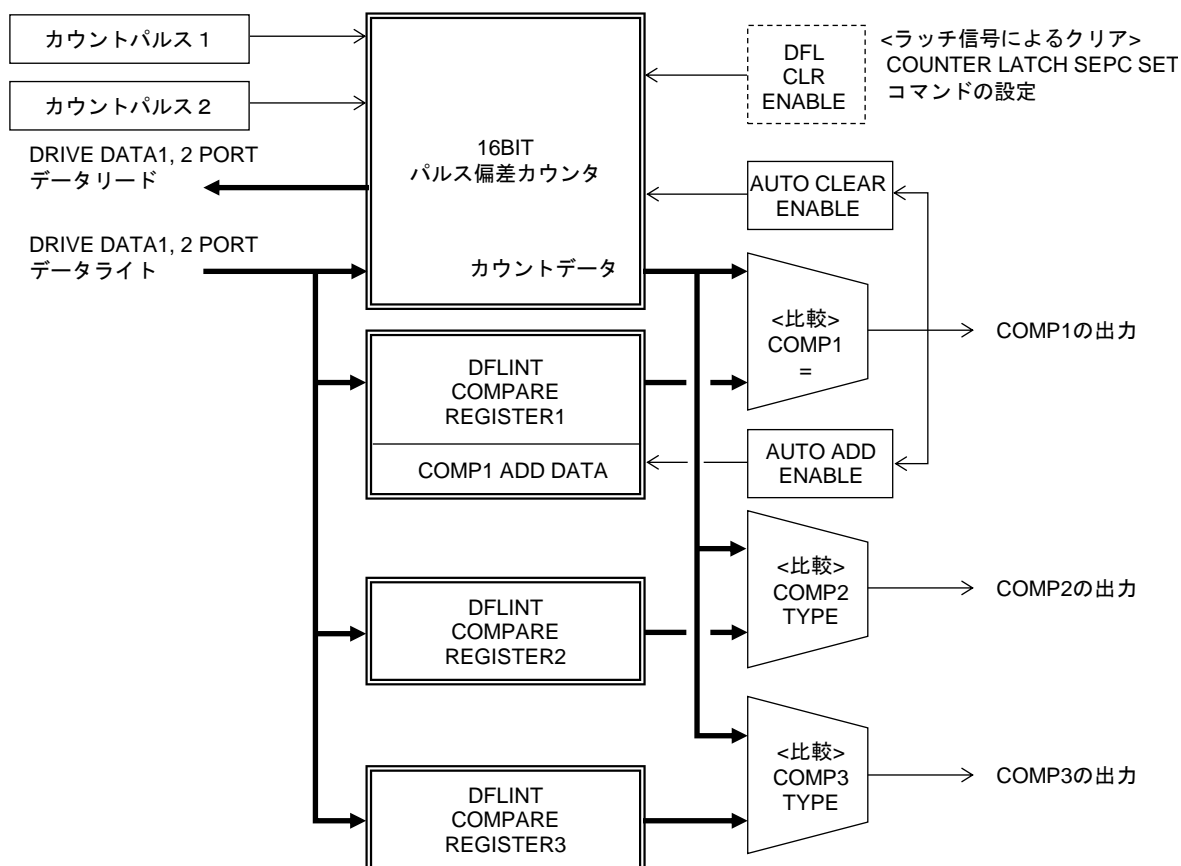 カウントパルス1
カウントパルス2
DRIVE DATA1, 2 PORT
データリード
DRIVE DATA1, 2 PORT
データライト
16BIT
パルス偏差カウンタ
カウントデータ
DFL
CLR
ENABLE
<ラッチ信号によるクリア>
COUNTER LATCH SEPC SET
コマンドの設定
AUTO CLEAR
ENABLE
<比較>
COMP1
=
COMP1の出力
DFLINT
COMPARE
REGISTER1
COMP1 ADD DATA
AUTO ADD
ENABLE
DFLINT
COMPARE
REGISTER2
<比較>
COMP2
TYPE
COMP2の出力
DFLINT
COMPARE
REGISTER3
<比較>
COMP3
TYPE
COMP3の出力